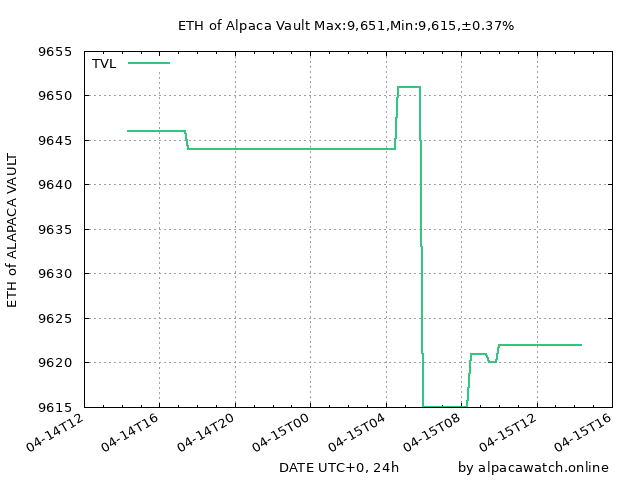 ETH of Alpaca Vault Max:9,651,Min:9,615,±0.37%
TVL
9655
9650
9645
9640
9635
9630
9625
9620
9615
ETH of ALAPACA VAULT
04-14T12
04-14T16
04-14T20
04-15T00
04-15T04
04-15T08
04-15T12
04-15T16
DATE UTC+0, 24h
by alpacawatch.online